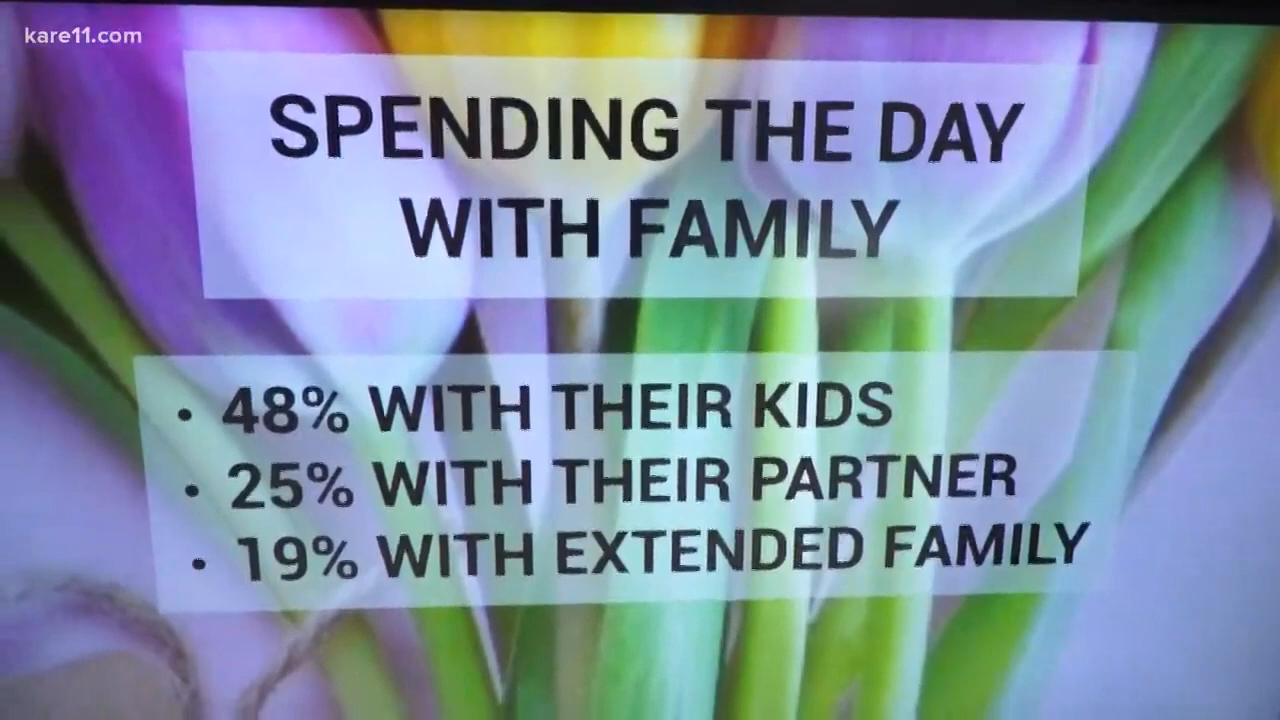 kare11.com
SPENDING THE DAY
WITH FAMILY
• 48% WITH THEIR KIDS
• 25% WITH THEIR PARTNER
• 19% WITH EXTENDED FAMILY